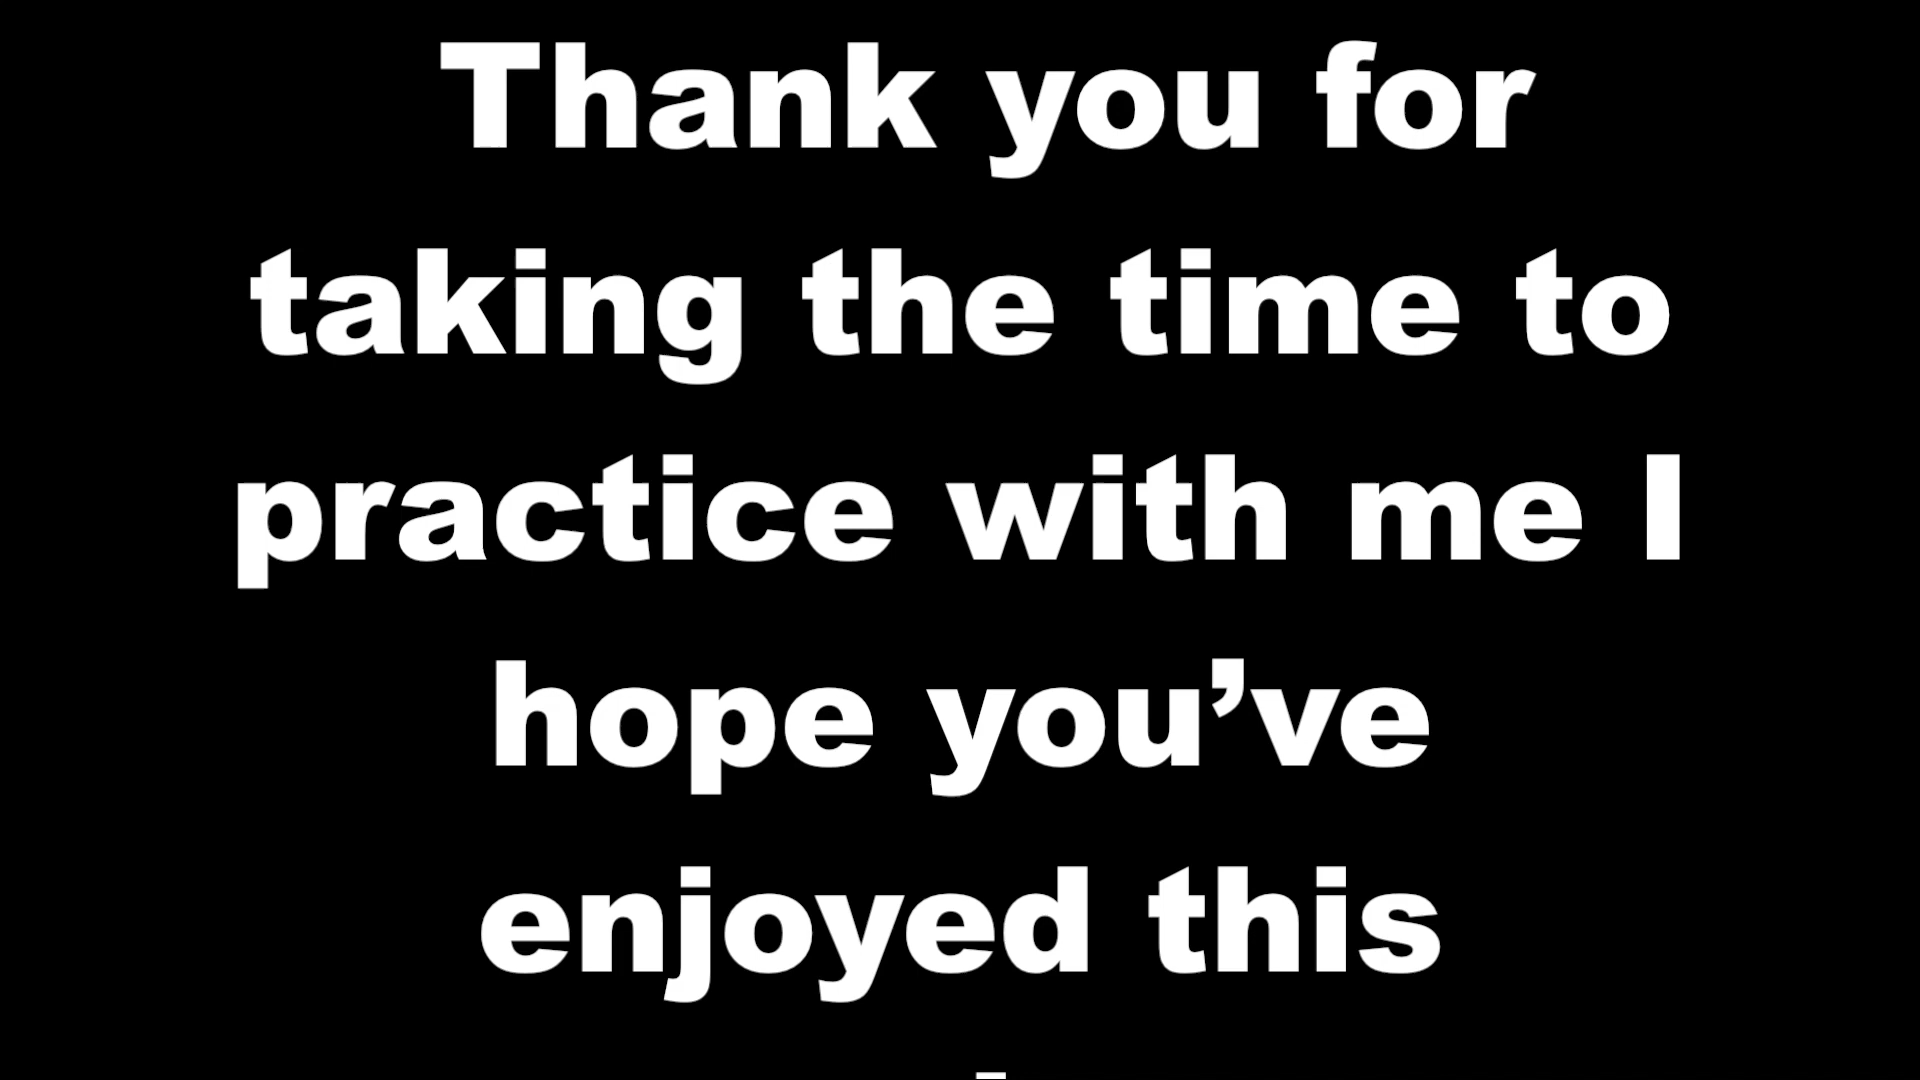 Thank you for
taking the time to
practice with me I
hope you’ve
enjoyed this